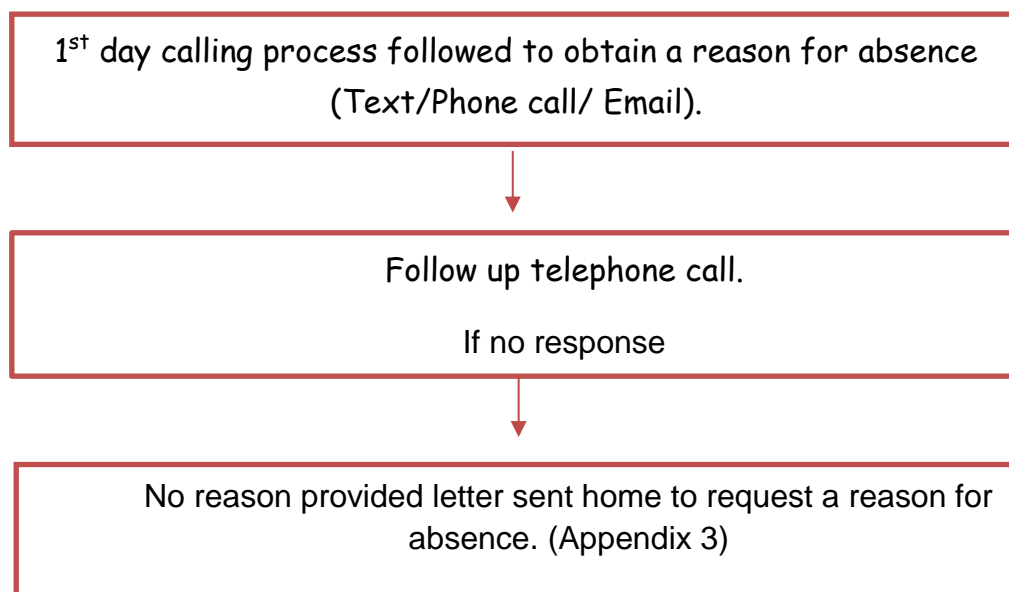 1st day calling process followed to obtain a reason for absence
(Text/Phone call/ Email).
Follow up telephone call.
If no response
No reason provided letter sent home to request a reason for
absence. (Appendix 3)